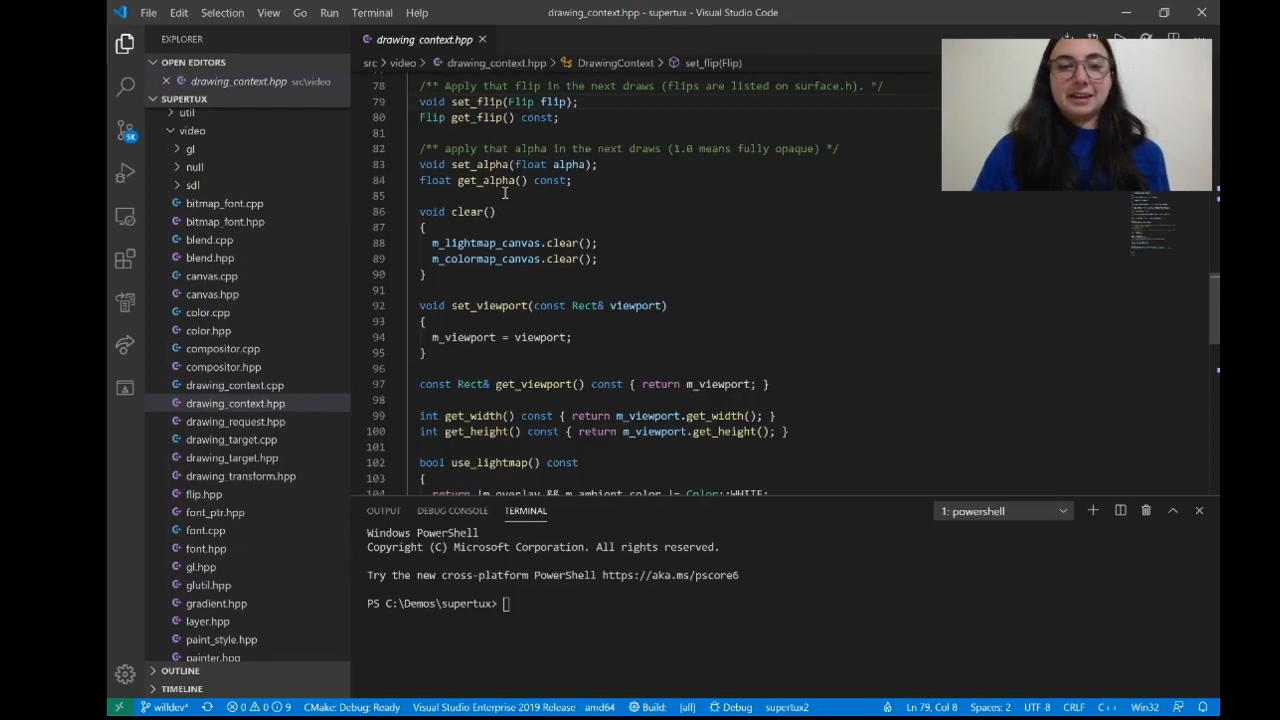 File Edit Selection View Go Run Terminal Help drawing_context.hpp - supertux - Visual Studio Code
EXPLORER
OPEN EDITORS
drawing_context.hpp src\video
SUPERTUX
util
video
gl
null
sdl
bitmap_font.cpp
bitmap_font.hpp
blend.cpp
blend.hpp
canvas.cpp
canvas.hpp
color.cpp
color.hpp
compositor.cpp
compositor.hpp
drawing_context.cpp
drawing_context.hpp
drawing_request.hpp
drawing_target.cpp
drawing_target.hpp
drawing_transform.hpp
flip.hpp
font_ptr.hpp
font.cpp
font.hpp
gl.hpp
glutil.hpp
gradient.hpp
layer.hpp
paint_style.hpp
painter.hpp
OUTLINE
TIMELINE
5K
drawing_context.hpp
src > video > drawing_context.hpp > DrawingContext > set_flip(Flip)
78 /** Apply that flip in the next draws (flips are listed on surface.h). */
79 void set_flip(Flip flip);
80 Flip get_flip() const;
81
82 /** apply that alpha in the next draws (1.0 means fully opaque) */
83 void set_alpha(float alpha);
84 float get_alpha() const;
85
86 void clear()
87 {
88 m_lightmap_canvas.clear();
89 m_colormap_canvas.clear();
90 }
91
92 void set_viewport(const Rect& viewport)
93 {
94 m_viewport = viewport;
95 }
96
97 const Rect& get_viewport() const { return m_viewport; }
98
99 int get_width() const { return m_viewport.get_width(); }
100 int get_height() const { return m_viewport.get_height(); }
101
102 bool use_lightmap() const
103 {
104 return !m_overlay && m_ambient_color != Color::WHITE;
OUTPUT DEBUG CONSOLE TERMINAL 1: powershell
Windows PowerShell
Copyright (C) Microsoft Corporation. All rights reserved.
Try the new cross-platform PowerShell https://aka.ms/pscore6
PS C:\Demos\supertux>
willdev* 0 0 9 CMake: Debug: Ready Visual Studio Enterprise 2019 Release amd64 Build: [all] Debug supertux2 Ln 79, Col 8 Spaces: 2 UTF 8 CRLF C++ Win32